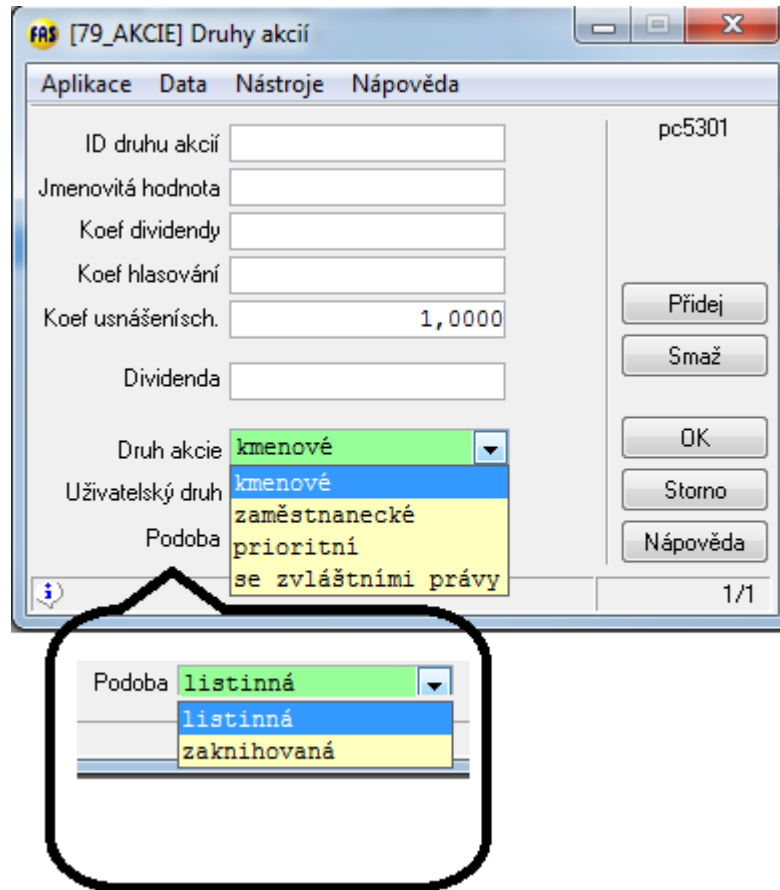 FAS [79_AKCIE] Druhy akcií
Aplikace Data Nástroje Nápověda
ID druhu akcií
pc5301
Jmenovitá hodnota
Koef dividendy
Koef hlasování
Koef usnášenísch. 1,0000
Přidej
Smaž
Dividenda
Druh akcie kmenové
OK
Uživatelský druh kmenové
Storno
zaměstnanecké
Podoba prioritní
Nápověda
se zvláštními právy
1/1
Podoba listinná
listinná
zaknihovaná